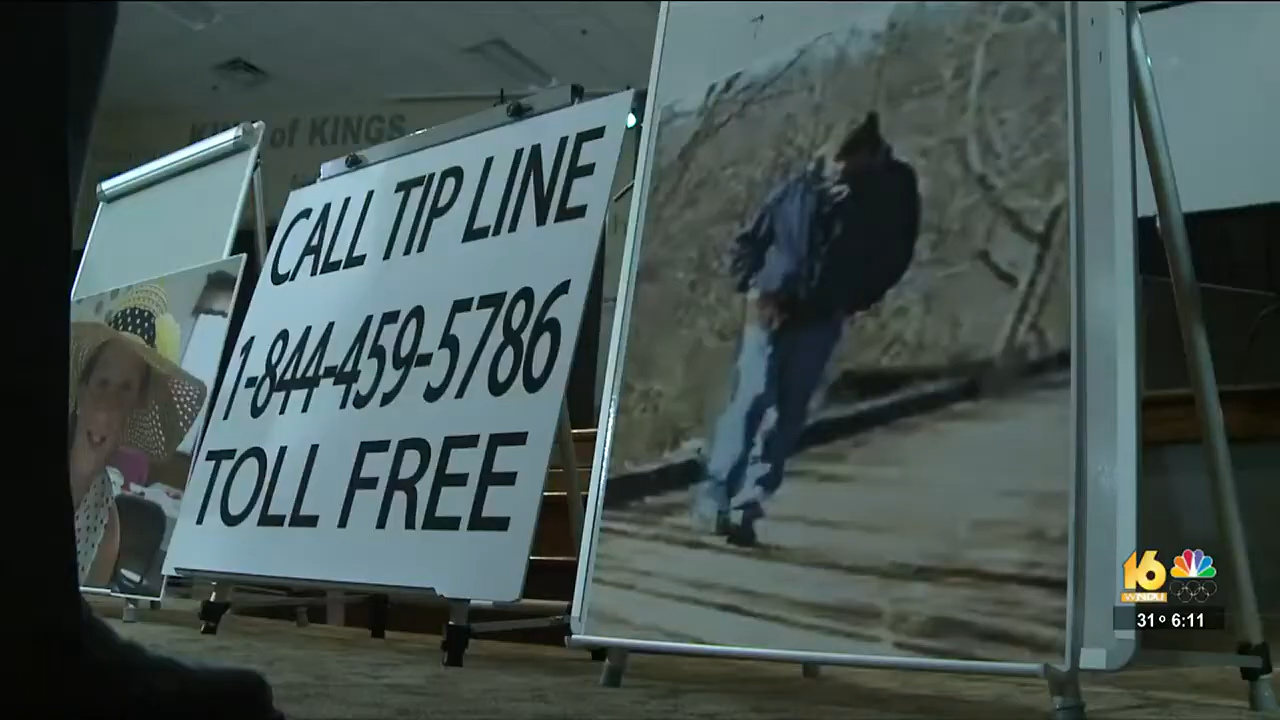 KING of KINGS
CALL TIP LINE
1-844-459-5786
TOLL FREE
16
WNDU
31° 6:11